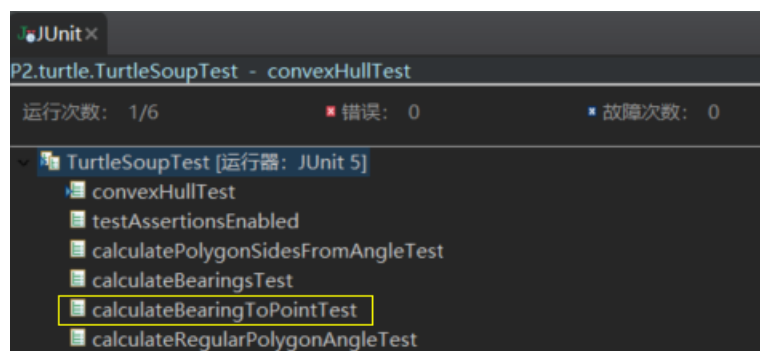 JUnit
P2.turtle.TurtleSoupTest - convexHullTest
运行次数: 1/6 错误: 0 故障次数: 0
TurtleSoupTest [运行器: JUnit 5]
convexHullTest
testAssertionsEnabled
calculatePolygonSidesFromAngleTest
calculateBearingsTest
calculateBearingToPointTest
calculateRegularPolygonAngleTest